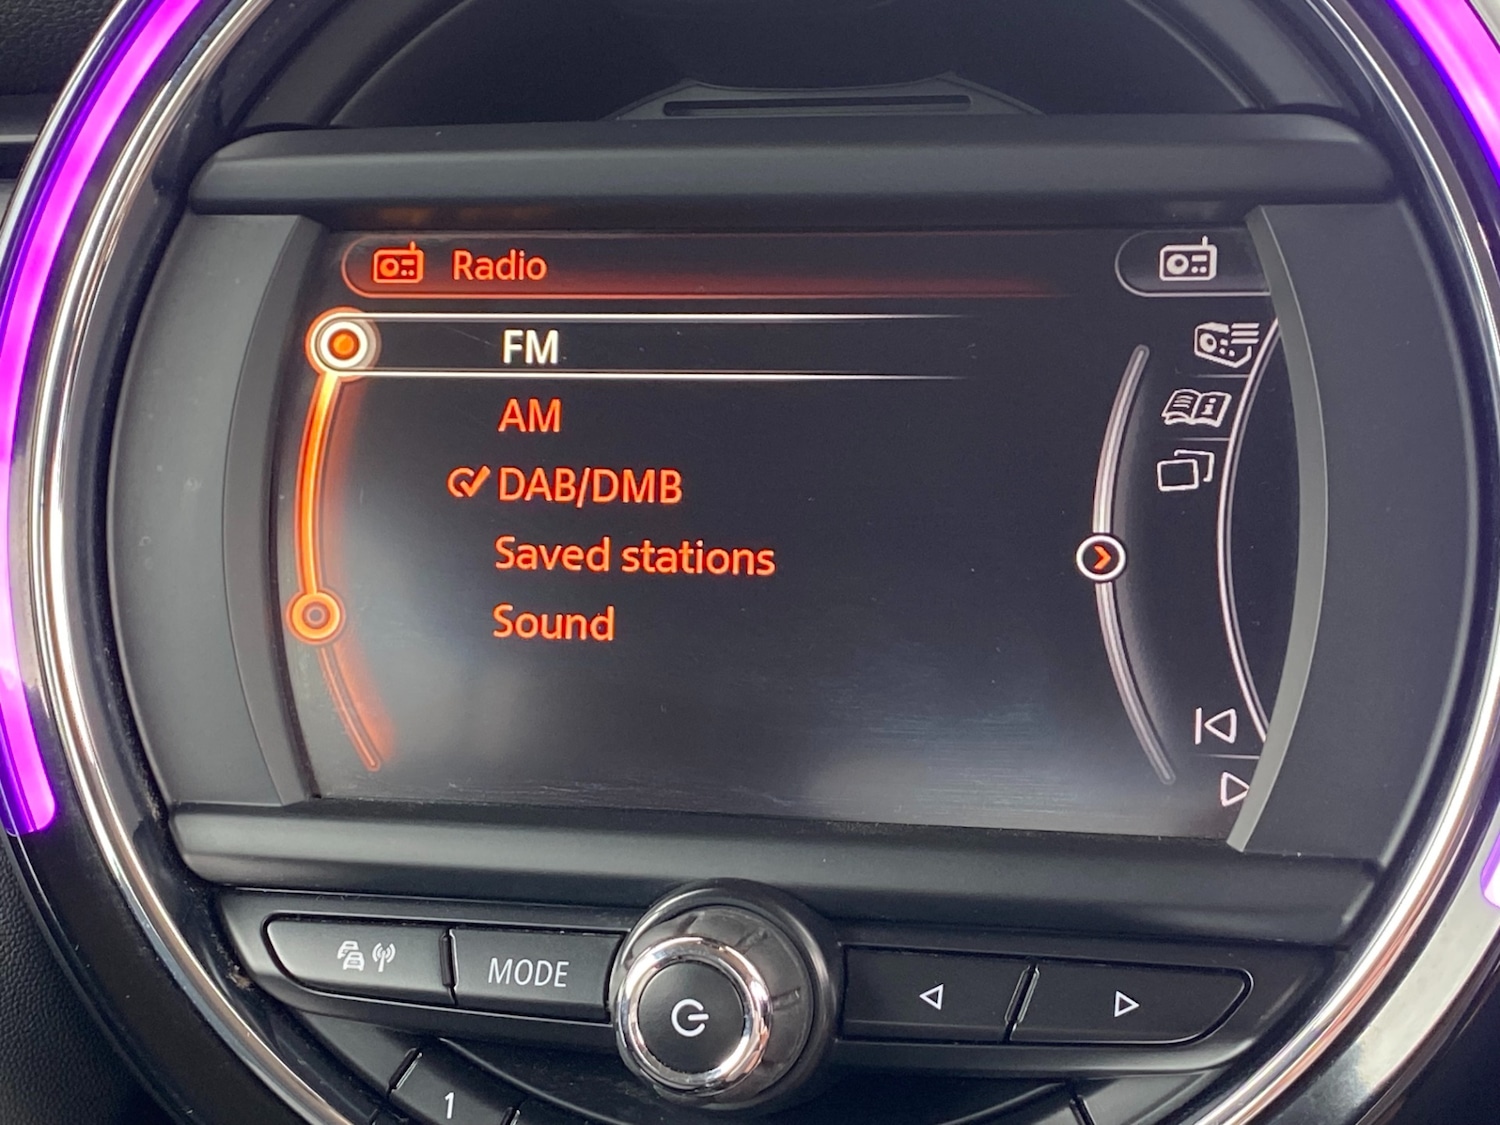 Radio
FM
AM
DAB/DMB
Saved stations
Sound
MODE
1